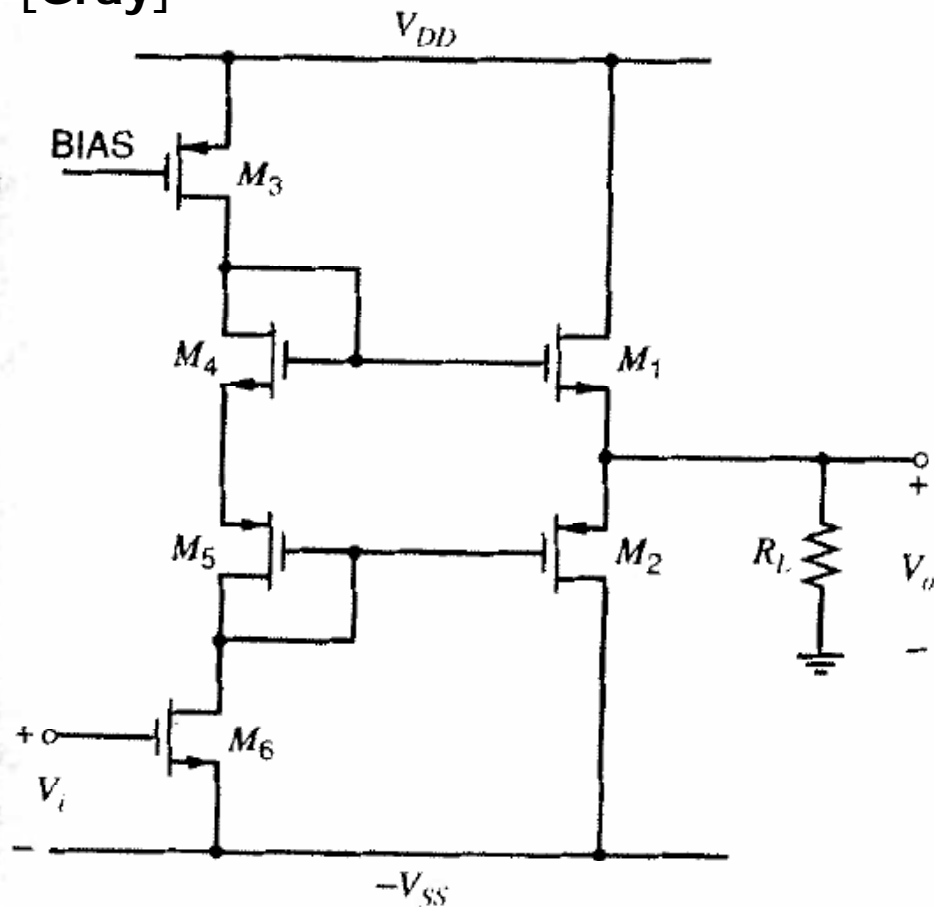 [Gray]
V_DD
BIAS
M_3
M_4
M_1
+
M_5
M_2
R_L
V_o
−
+
M_6
V_i
−
−V_SS